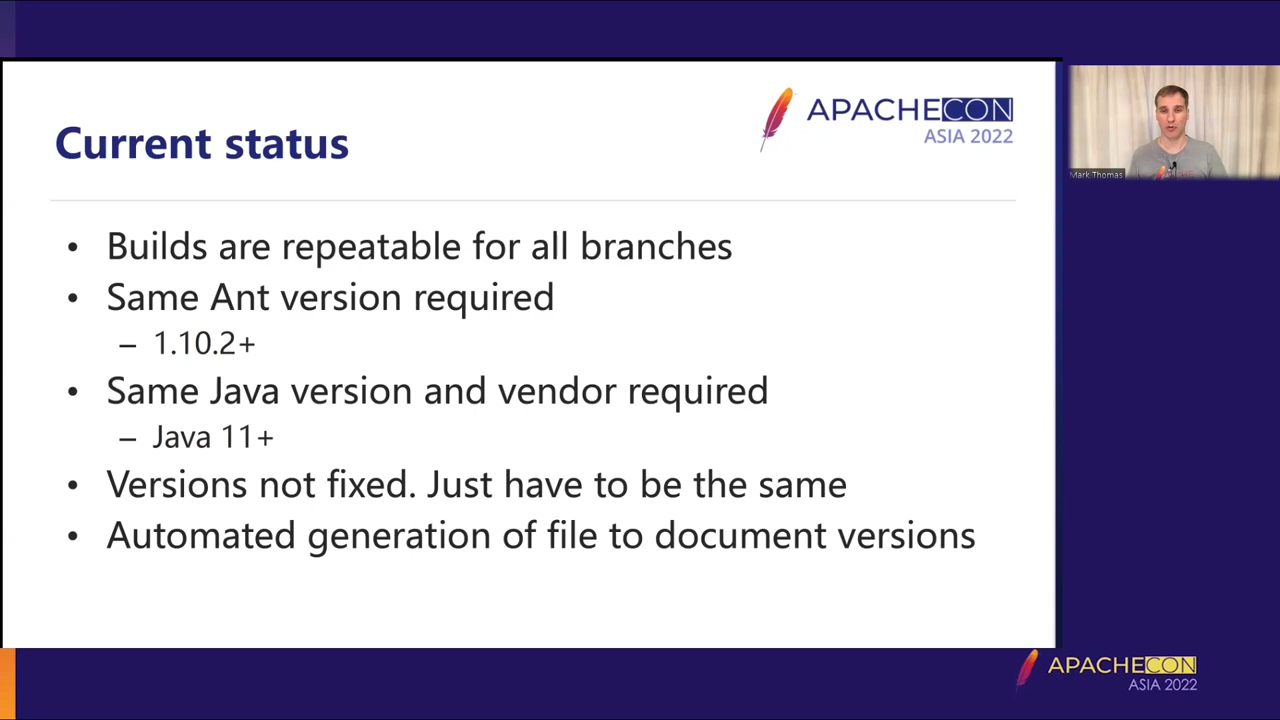 APACHECON
ASIA 2022
Current status
• Builds are repeatable for all branches
• Same Ant version required
– 1.10.2+
• Same Java version and vendor required
– Java 11+
• Versions not fixed. Just have to be the same
• Automated generation of file to document versions
Mark Thomas
APACHECON
ASIA 2022